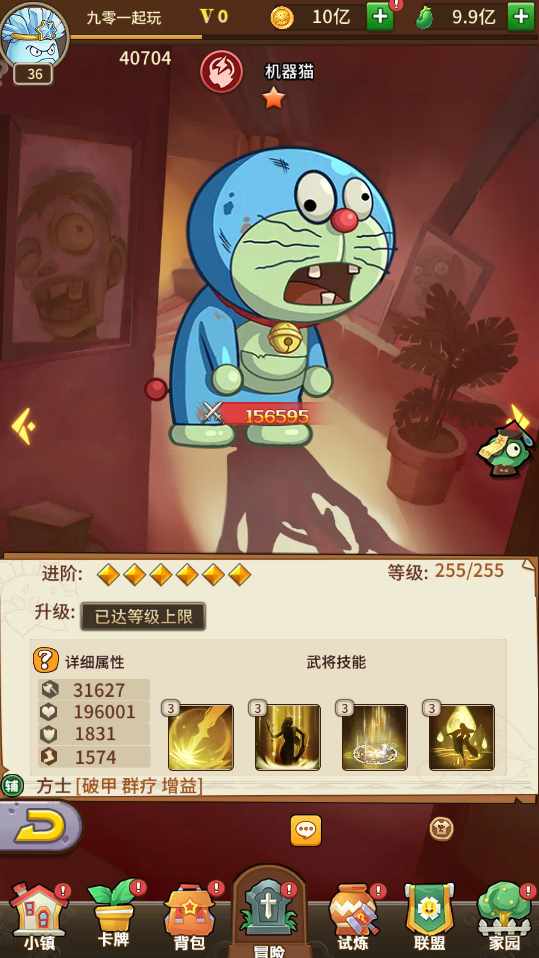 九零一起玩
V 0
10亿
9.9亿
36
40704
机器猫
156595
进阶:
等级: 255/255
升级: 已达等级上限
详细属性
武将技能
31627
196001
1831
1574
3
3
3
3
辅
方士 [破甲 群疗 增益]
小镇
卡牌
背包
冒险
试炼
联盟
家园